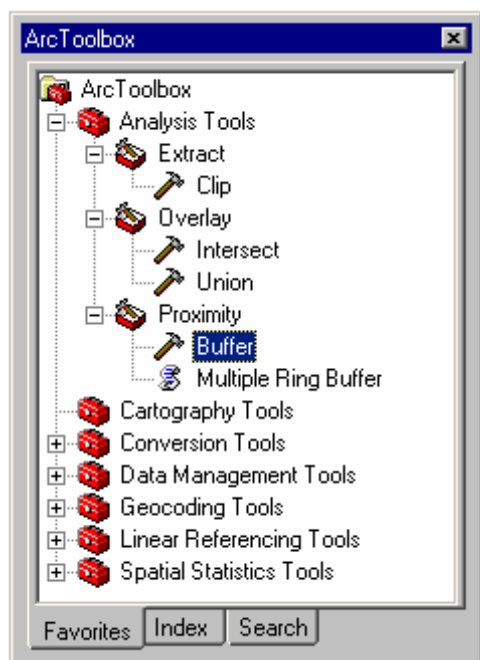 ArcToolbox
ArcToolbox
Analysis Tools
Extract
Clip
Overlay
Intersect
Union
Proximity
Buffer
Multiple Ring Buffer
Cartography Tools
Conversion Tools
Data Management Tools
Geocoding Tools
Linear Referencing Tools
Spatial Statistics Tools
Favorites Index Search